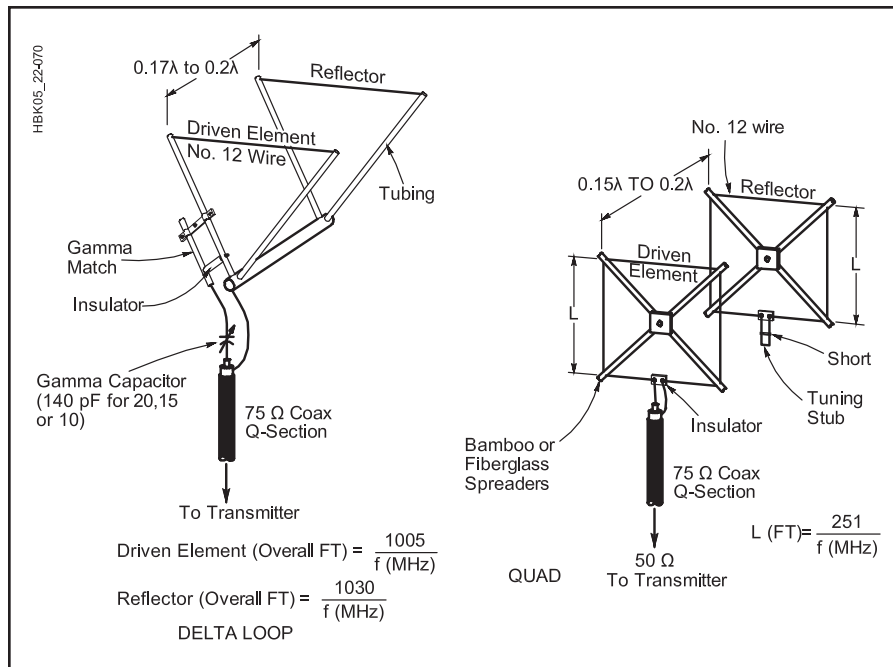 HBK05_22-070
0.17λ to 0.2λ
Reflector
Driven Element
No. 12 Wire
Tubing
Gamma
Match
Insulator
Gamma Capacitor
(140 pF for 20,15
or 10)
75 Ω Coax
Q-Section
To Transmitter
Driven Element (Overall FT) = 1005 / f (MHz)
Reflector (Overall FT) = 1030 / f (MHz)
DELTA LOOP
No. 12 wire
0.15λ TO 0.2λ
Reflector
Driven
Element
L
L
Short
Tuning
Stub
Insulator
Bamboo or
Fiberglass
Spreaders
75 Ω Coax
Q-Section
L (FT)= 251 / f (MHz)
50 Ω
To Transmitter
QUAD